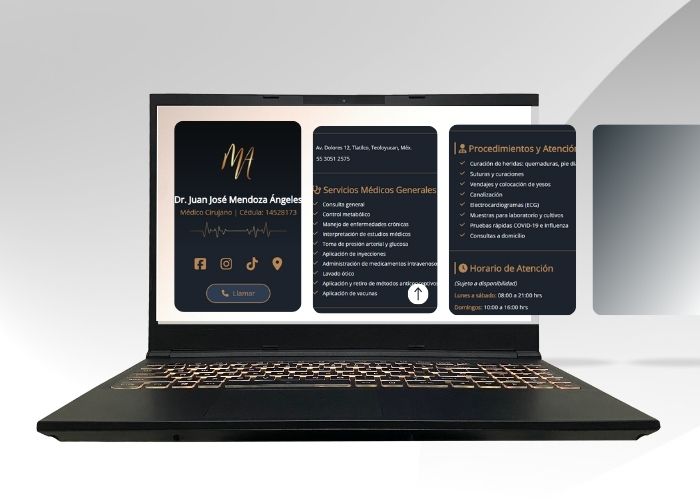 MA
Dr. Juan José Mendoza Ángeles
Médico Cirujano | Cédula: 14528173
Llamar
Av. Dolores 12, Tlatilco, Teoloyucan, Méx.
55 3051 2575
Servicios Médicos Generales
Consulta general
Control metabólico
Manejo de enfermedades crónicas
Interpretación de estudios médicos
Toma de presión arterial y glucosa
Aplicación de inyecciones
Administración de medicamentos intravenoso
Lavado ótico
Aplicación y retiro de métodos anticonceptivos
Aplicación de vacunas
Procedimientos y Atención
Curación de heridas: quemaduras, pie di
Suturas y curaciones
Vendajes y colocación de yesos
Canalización
Electrocardiogramas (ECG)
Muestras para laboratorio y cultivos
Pruebas rápidas COVID-19 e Influenza
Consultas a domicilio
Horario de Atención
(Sujeto a disponibilidad)
Lunes a sábado: 08:00 a 21:00 hrs
Domingos: 10:00 a 16:00 hrs